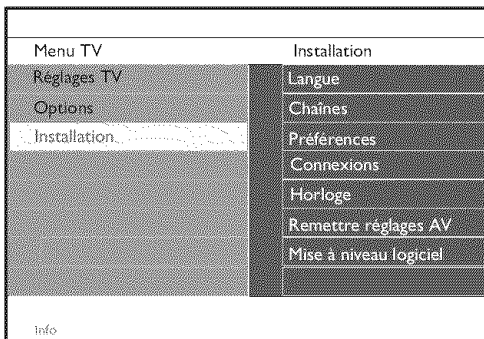 Menu TV
Installation
Réglages TV
Options
Installation
Langue
Chaînes
Préférences
Connexions
Horloge
Remettre réglages AV
Mise à niveau logiciel
Info